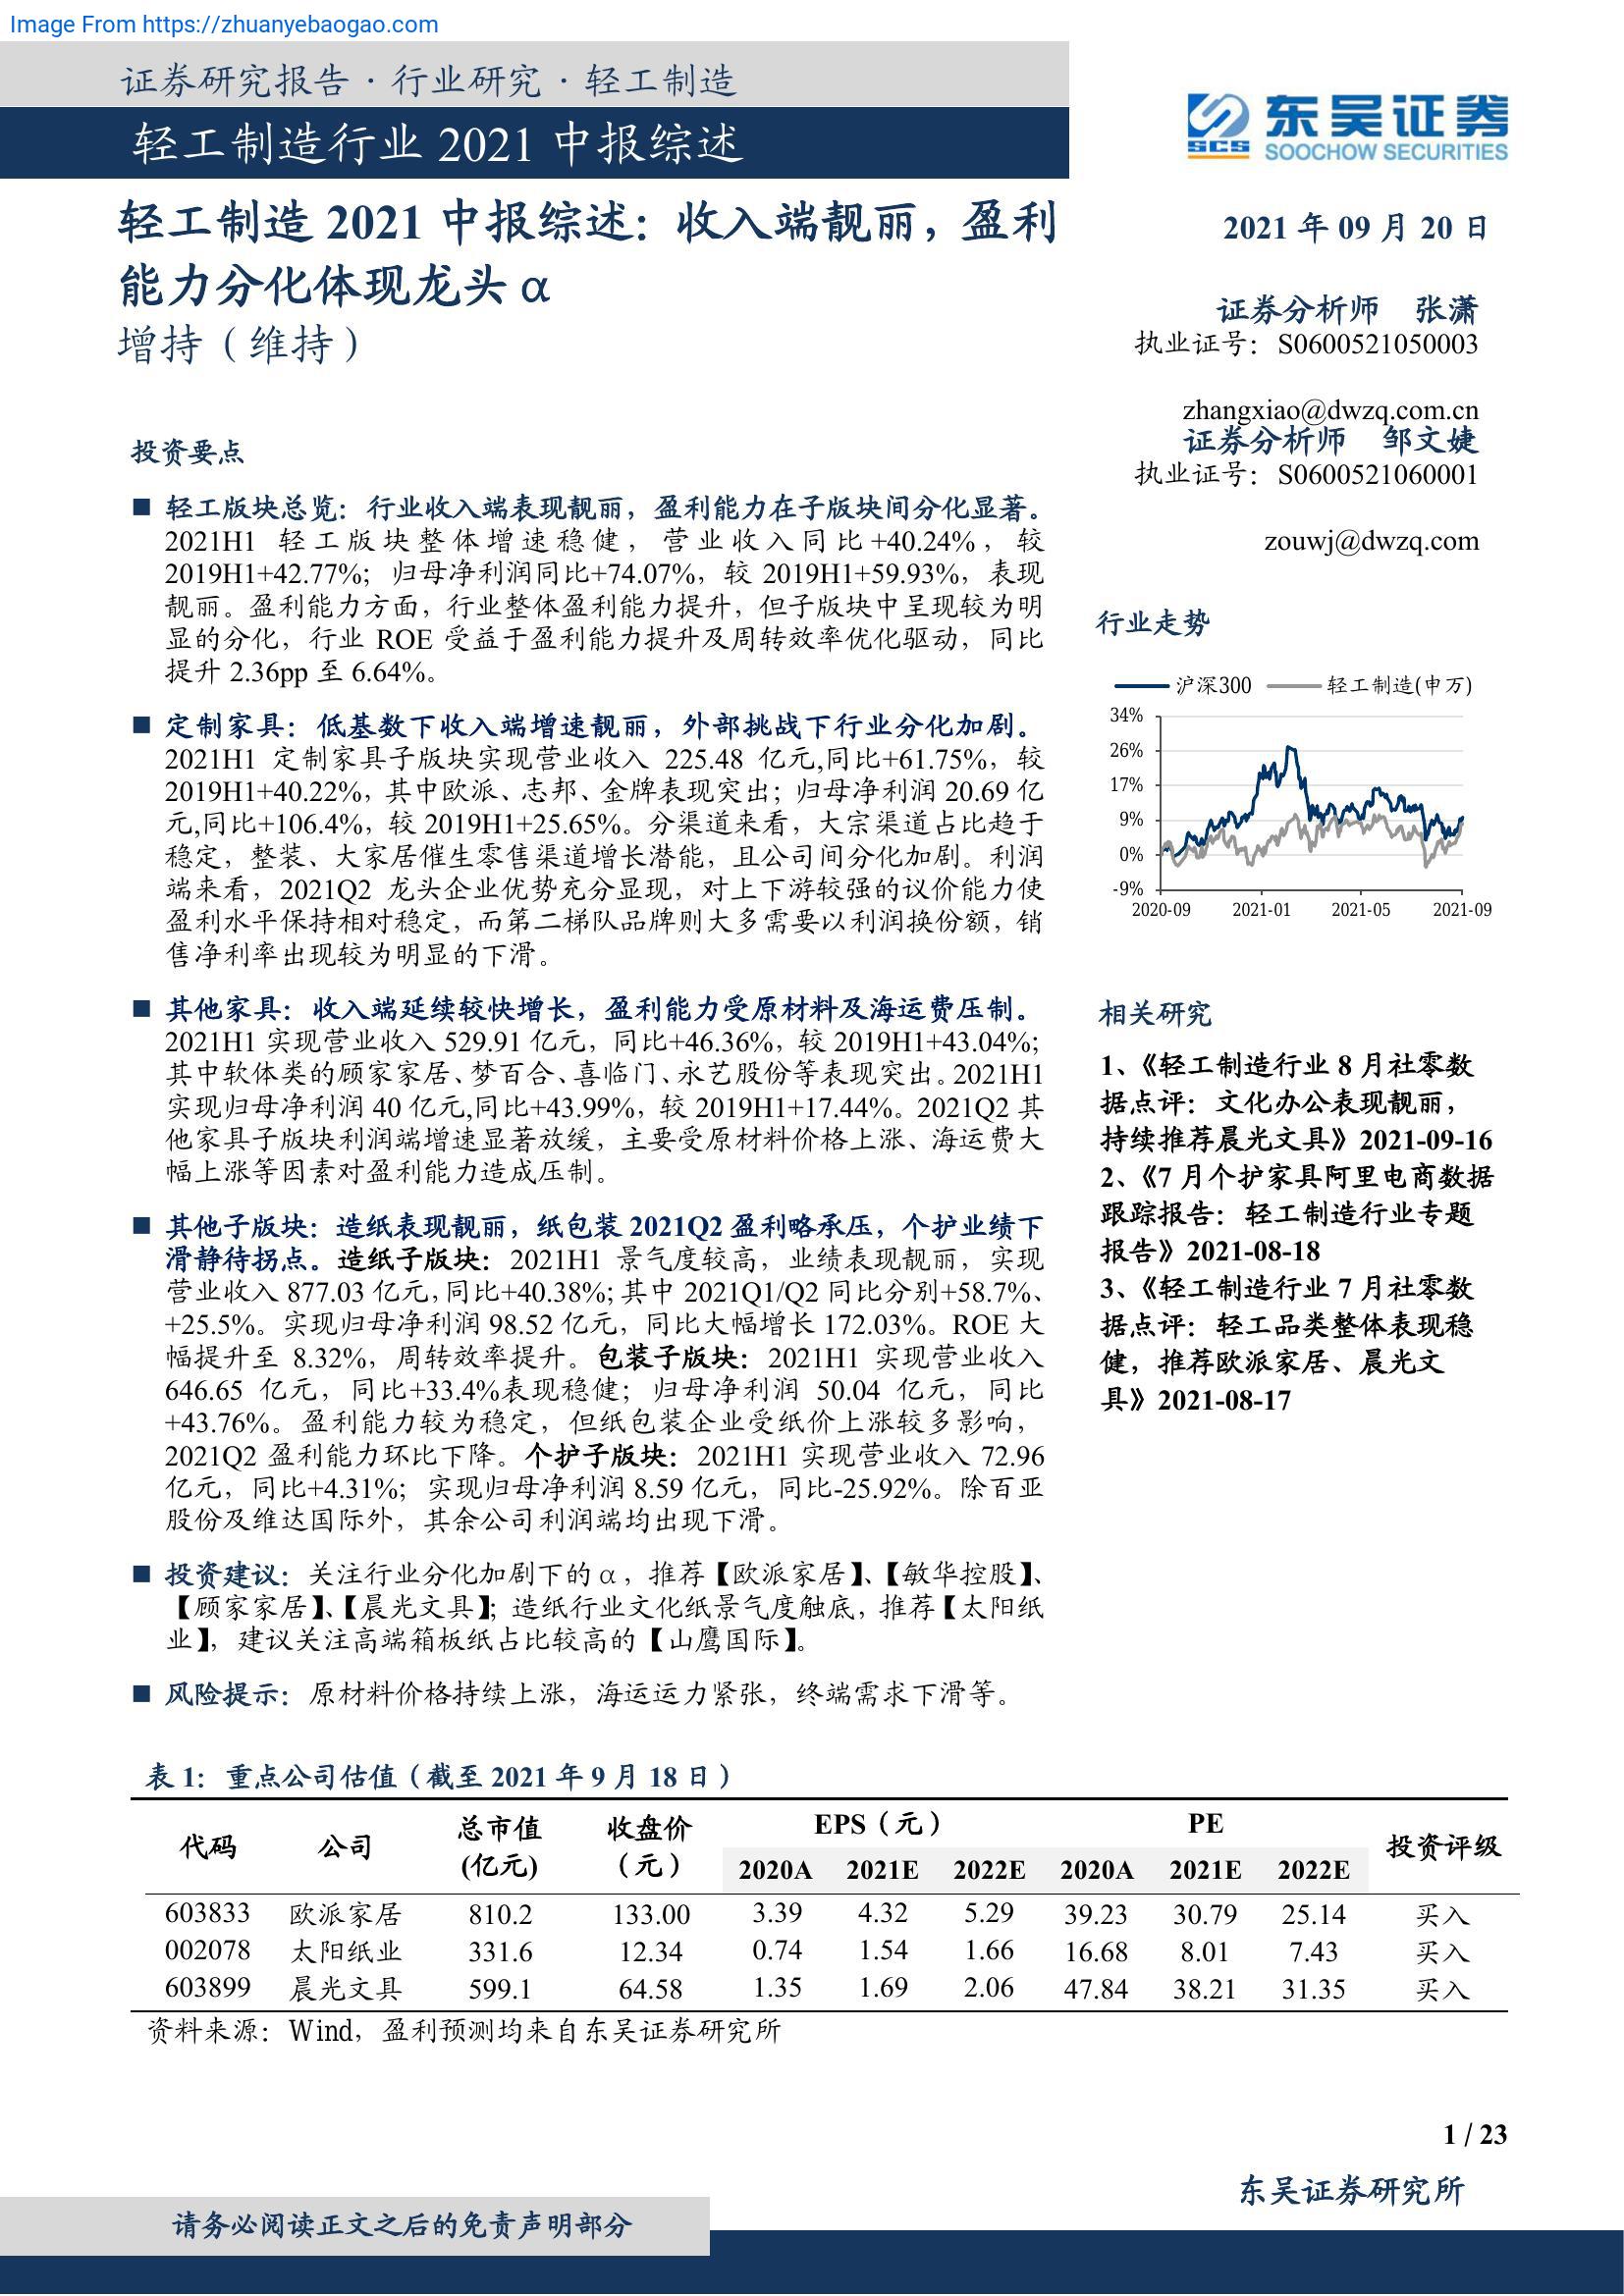 Image From https://zhuanyebaogao.com
证券研究报告·行业研究·轻工制造
轻工制造行业 2021 中报综述
东吴证券
SCS
SOOCHOW SECURITIES
轻工制造 2021 中报综述：收入端靓丽，盈利
能力分化体现龙头 α
增持（维持）
2021 年 09 月 20 日
证券分析师 张潇
执业证号：S0600521050003
zhangxiao@dwzq.com.cn
证券分析师 邹文婕
执业证号：S0600521060001
zouwj@dwzq.com
投资要点
■ 轻工版块总览：行业收入端表现靓丽，盈利能力在子版块间分化显著。
2021H1 轻工版块整体增速稳健，营业收入同比+40.24%，较
2019H1+42.77%；归母净利润同比+74.07%，较 2019H1+59.93%，表现
靓丽。盈利能力方面，行业整体盈利能力提升，但子版块中呈现较为明
显的分化，行业 ROE 受益于盈利能力提升及周转效率优化驱动，同比
提升 2.36pp 至 6.64%。
■ 定制家具：低基数下收入端增速靓丽，外部挑战下行业分化加剧。
2021H1 定制家具子版块实现营业收入 225.48 亿元,同比+61.75%，较
2019H1+40.22%，其中欧派、志邦、金牌表现突出；归母净利润 20.69 亿
元,同比+106.4%，较 2019H1+25.65%。分渠道来看，大宗渠道占比趋于
稳定，整装、大家居催生零售渠道增长潜能，且公司间分化加剧。利润
端来看，2021Q2 龙头企业优势充分显现，对上下游较强的议价能力使
盈利水平保持相对稳定，而第二梯队品牌则大多需要以利润换份额，销
售净利率出现较为明显的下滑。
■ 其他家具：收入端延续较快增长，盈利能力受原材料及海运费压制。
2021H1 实现营业收入 529.91 亿元，同比+46.36%，较 2019H1+43.04%;
其中软体类的顾家家居、梦百合、喜临门、永艺股份等表现突出。2021H1
实现归母净利润 40 亿元,同比+43.99%，较 2019H1+17.44%。2021Q2 其
他家具子版块利润端增速显著放缓，主要受原材料价格上涨、海运费大
幅上涨等因素对盈利能力造成压制。
■ 其他子版块：造纸表现靓丽，纸包装 2021Q2 盈利略承压，个护业绩下
滑静待拐点。造纸子版块：2021H1 景气度较高，业绩表现靓丽，实现
营业收入 877.03 亿元,同比+40.38%;其中 2021Q1/Q2 同比分别+58.7%、
+25.5%。实现归母净利润 98.52 亿元，同比大幅增长 172.03%。ROE 大
幅提升至 8.32%，周转效率提升。包装子版块：2021H1 实现营业收入
646.65 亿元，同比+33.4%表现稳健；归母净利润 50.04 亿元，同比
+43.76%。盈利能力较为稳定，但纸包装企业受纸价上涨较多影响，
2021Q2 盈利能力环比下降。个护子版块：2021H1 实现营业收入 72.96
亿元，同比+4.31%；实现归母净利润 8.59 亿元，同比-25.92%。除百亚
股份及维达国际外，其余公司利润端均出现下滑。
■ 投资建议：关注行业分化加剧下的 α，推荐【欧派家居】、【敏华控股】、
【顾家家居】、【晨光文具】；造纸行业文化纸景气度触底，推荐【太阳纸
业】，建议关注高端箱板纸占比较高的【山鹰国际】。
■ 风险提示：原材料价格持续上涨，海运运力紧张，终端需求下滑等。
行业走势
沪深300 轻工制造(申万)
34%
26%
17%
9%
0%
-9%
2020-09 2021-01 2021-05 2021-09
相关研究
1、《轻工制造行业 8 月社零数
据点评：文化办公表现靓丽，
持续推荐晨光文具》2021-09-16
2、《7 月个护家具阿里电商数据
跟踪报告：轻工制造行业专题
报告》2021-08-18
3、《轻工制造行业 7 月社零数
据点评：轻工品类整体表现稳
健，推荐欧派家居、晨光文
具》2021-08-17
表 1：重点公司估值（截至 2021 年 9 月 18 日）
代码 公司 总市值(亿元) 收盘价（元） EPS（元） PE 投资评级
2020A 2021E 2022E 2020A 2021E 2022E
603833 欧派家居 810.2 133.00 3.39 4.32 5.29 39.23 30.79 25.14 买入
002078 太阳纸业 331.6 12.34 0.74 1.54 1.66 16.68 8.01 7.43 买入
603899 晨光文具 599.1 64.58 1.35 1.69 2.06 47.84 38.21 31.35 买入
资料来源：Wind，盈利预测均来自东吴证券研究所
1 / 23
东吴证券研究所
请务必阅读正文之后的免责声明部分